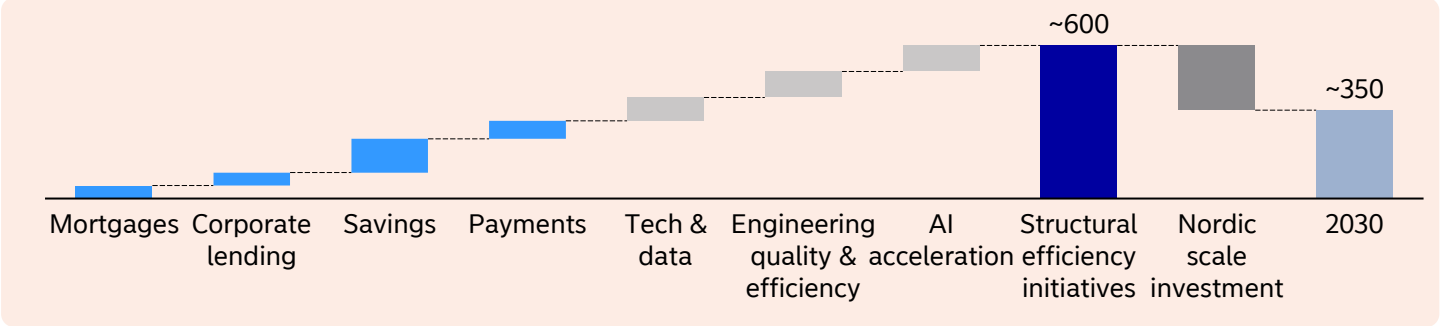 ~600
~350
Mortgages
Corporate
lending
Savings
Payments
Tech &
data
Engineering
quality &
efficiency
AI
acceleration
Structural
efficiency
initiatives
Nordic
scale
investment
2030